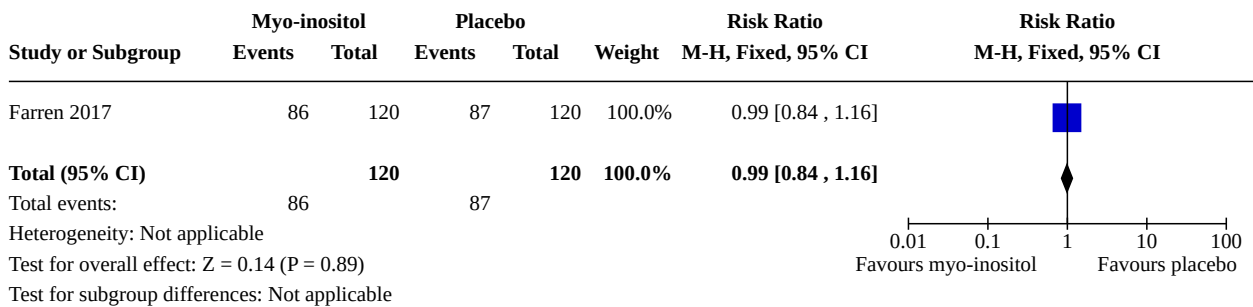 Myo-inositol Placebo Risk Ratio Risk Ratio
Study or Subgroup Events Total Events Total Weight M-H, Fixed, 95% CI M-H, Fixed, 95% CI
Farren 2017 86 120 87 120 100.0% 0.99 [0.84 , 1.16]
Total (95% CI) 120 120 100.0% 0.99 [0.84 , 1.16]
Total events: 86 87
Heterogeneity: Not applicable
0.01 0.1 1 10 100
Test for overall effect: Z = 0.14 (P = 0.89)
Favours myo-inositol Favours placebo
Test for subgroup differences: Not applicable